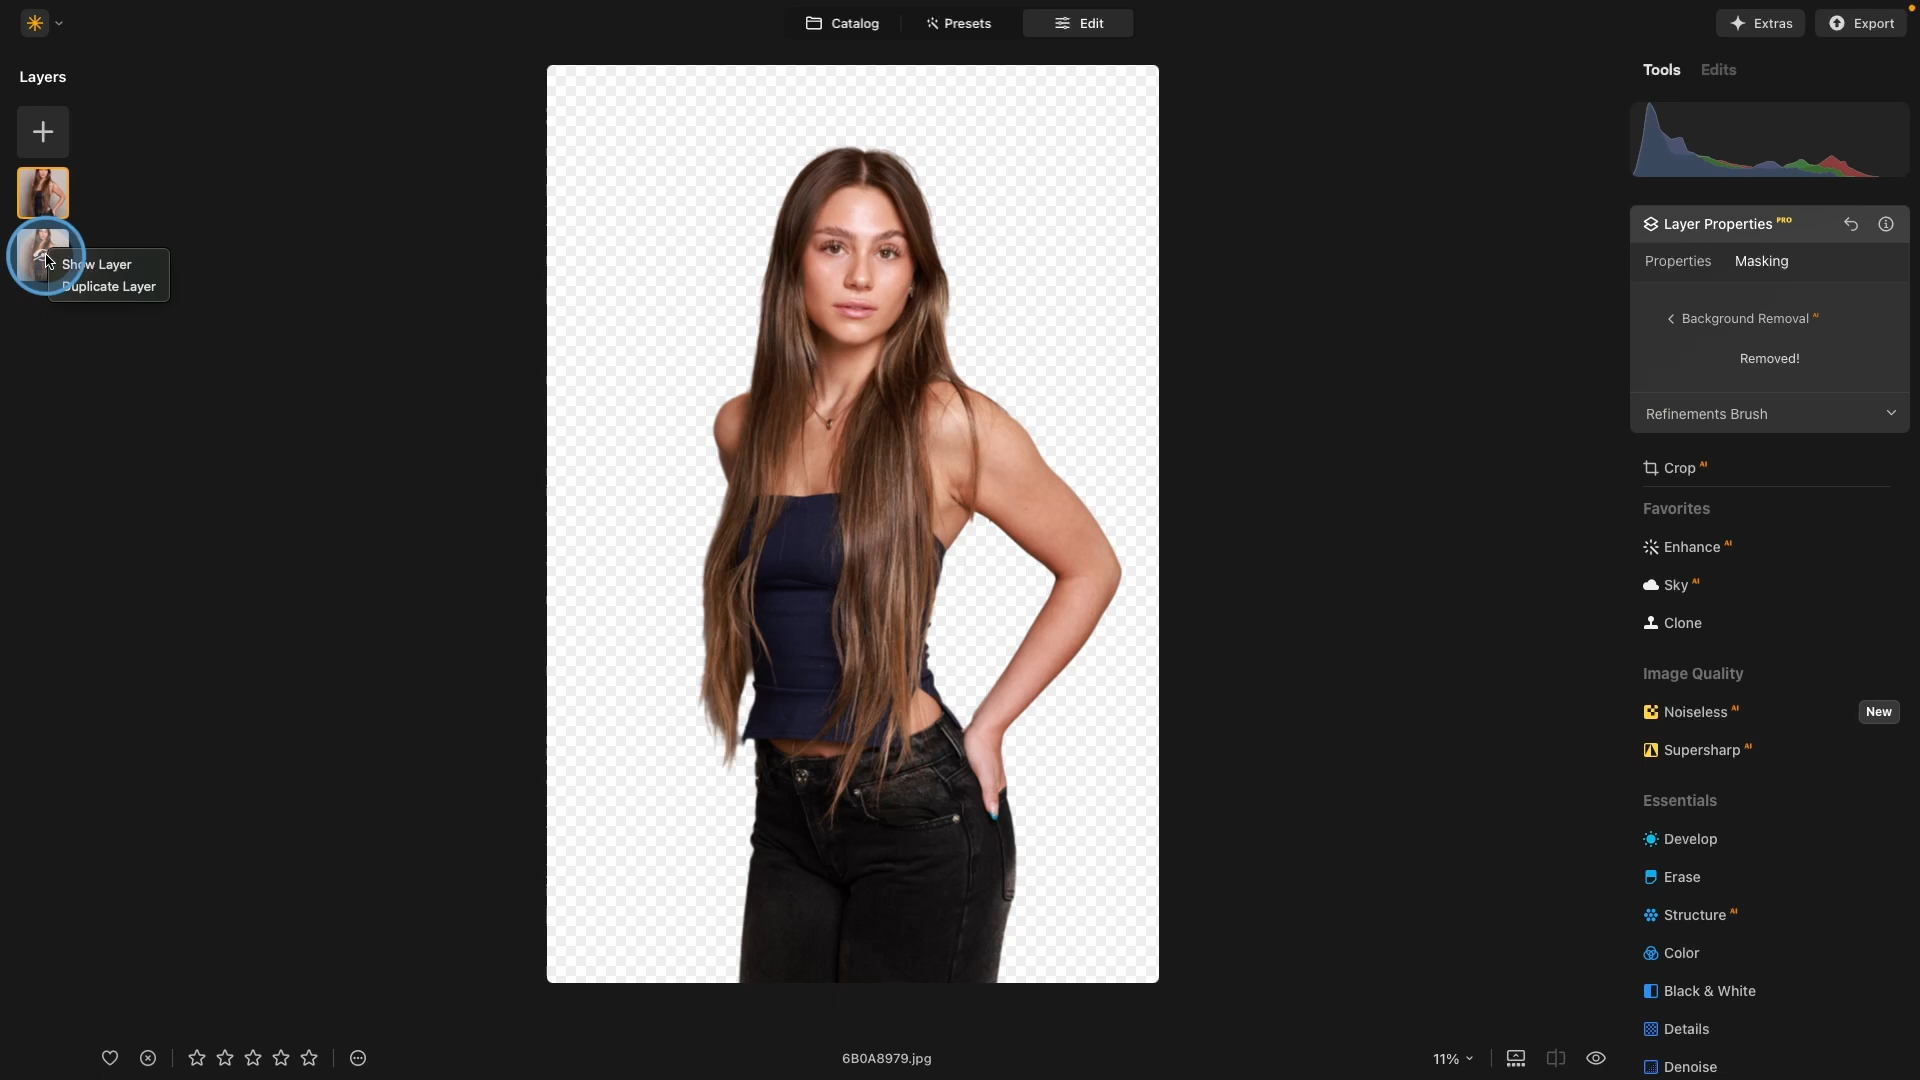 Catalog
Presets
Edit
Extras
Export
Layers
Tools
Edits
Layer Properties PRO
Properties
Masking
Background Removal AI
Removed!
Refinements Brush
Show Layer
Duplicate Layer
Crop AI
Favorites
Enhance AI
Sky AI
Clone
Image Quality
Noiseless AI
New
Supersharp AI
Essentials
Develop
Erase
Structure AI
Color
Black & White
Details
Denoise
6B0A8979.jpg
11%